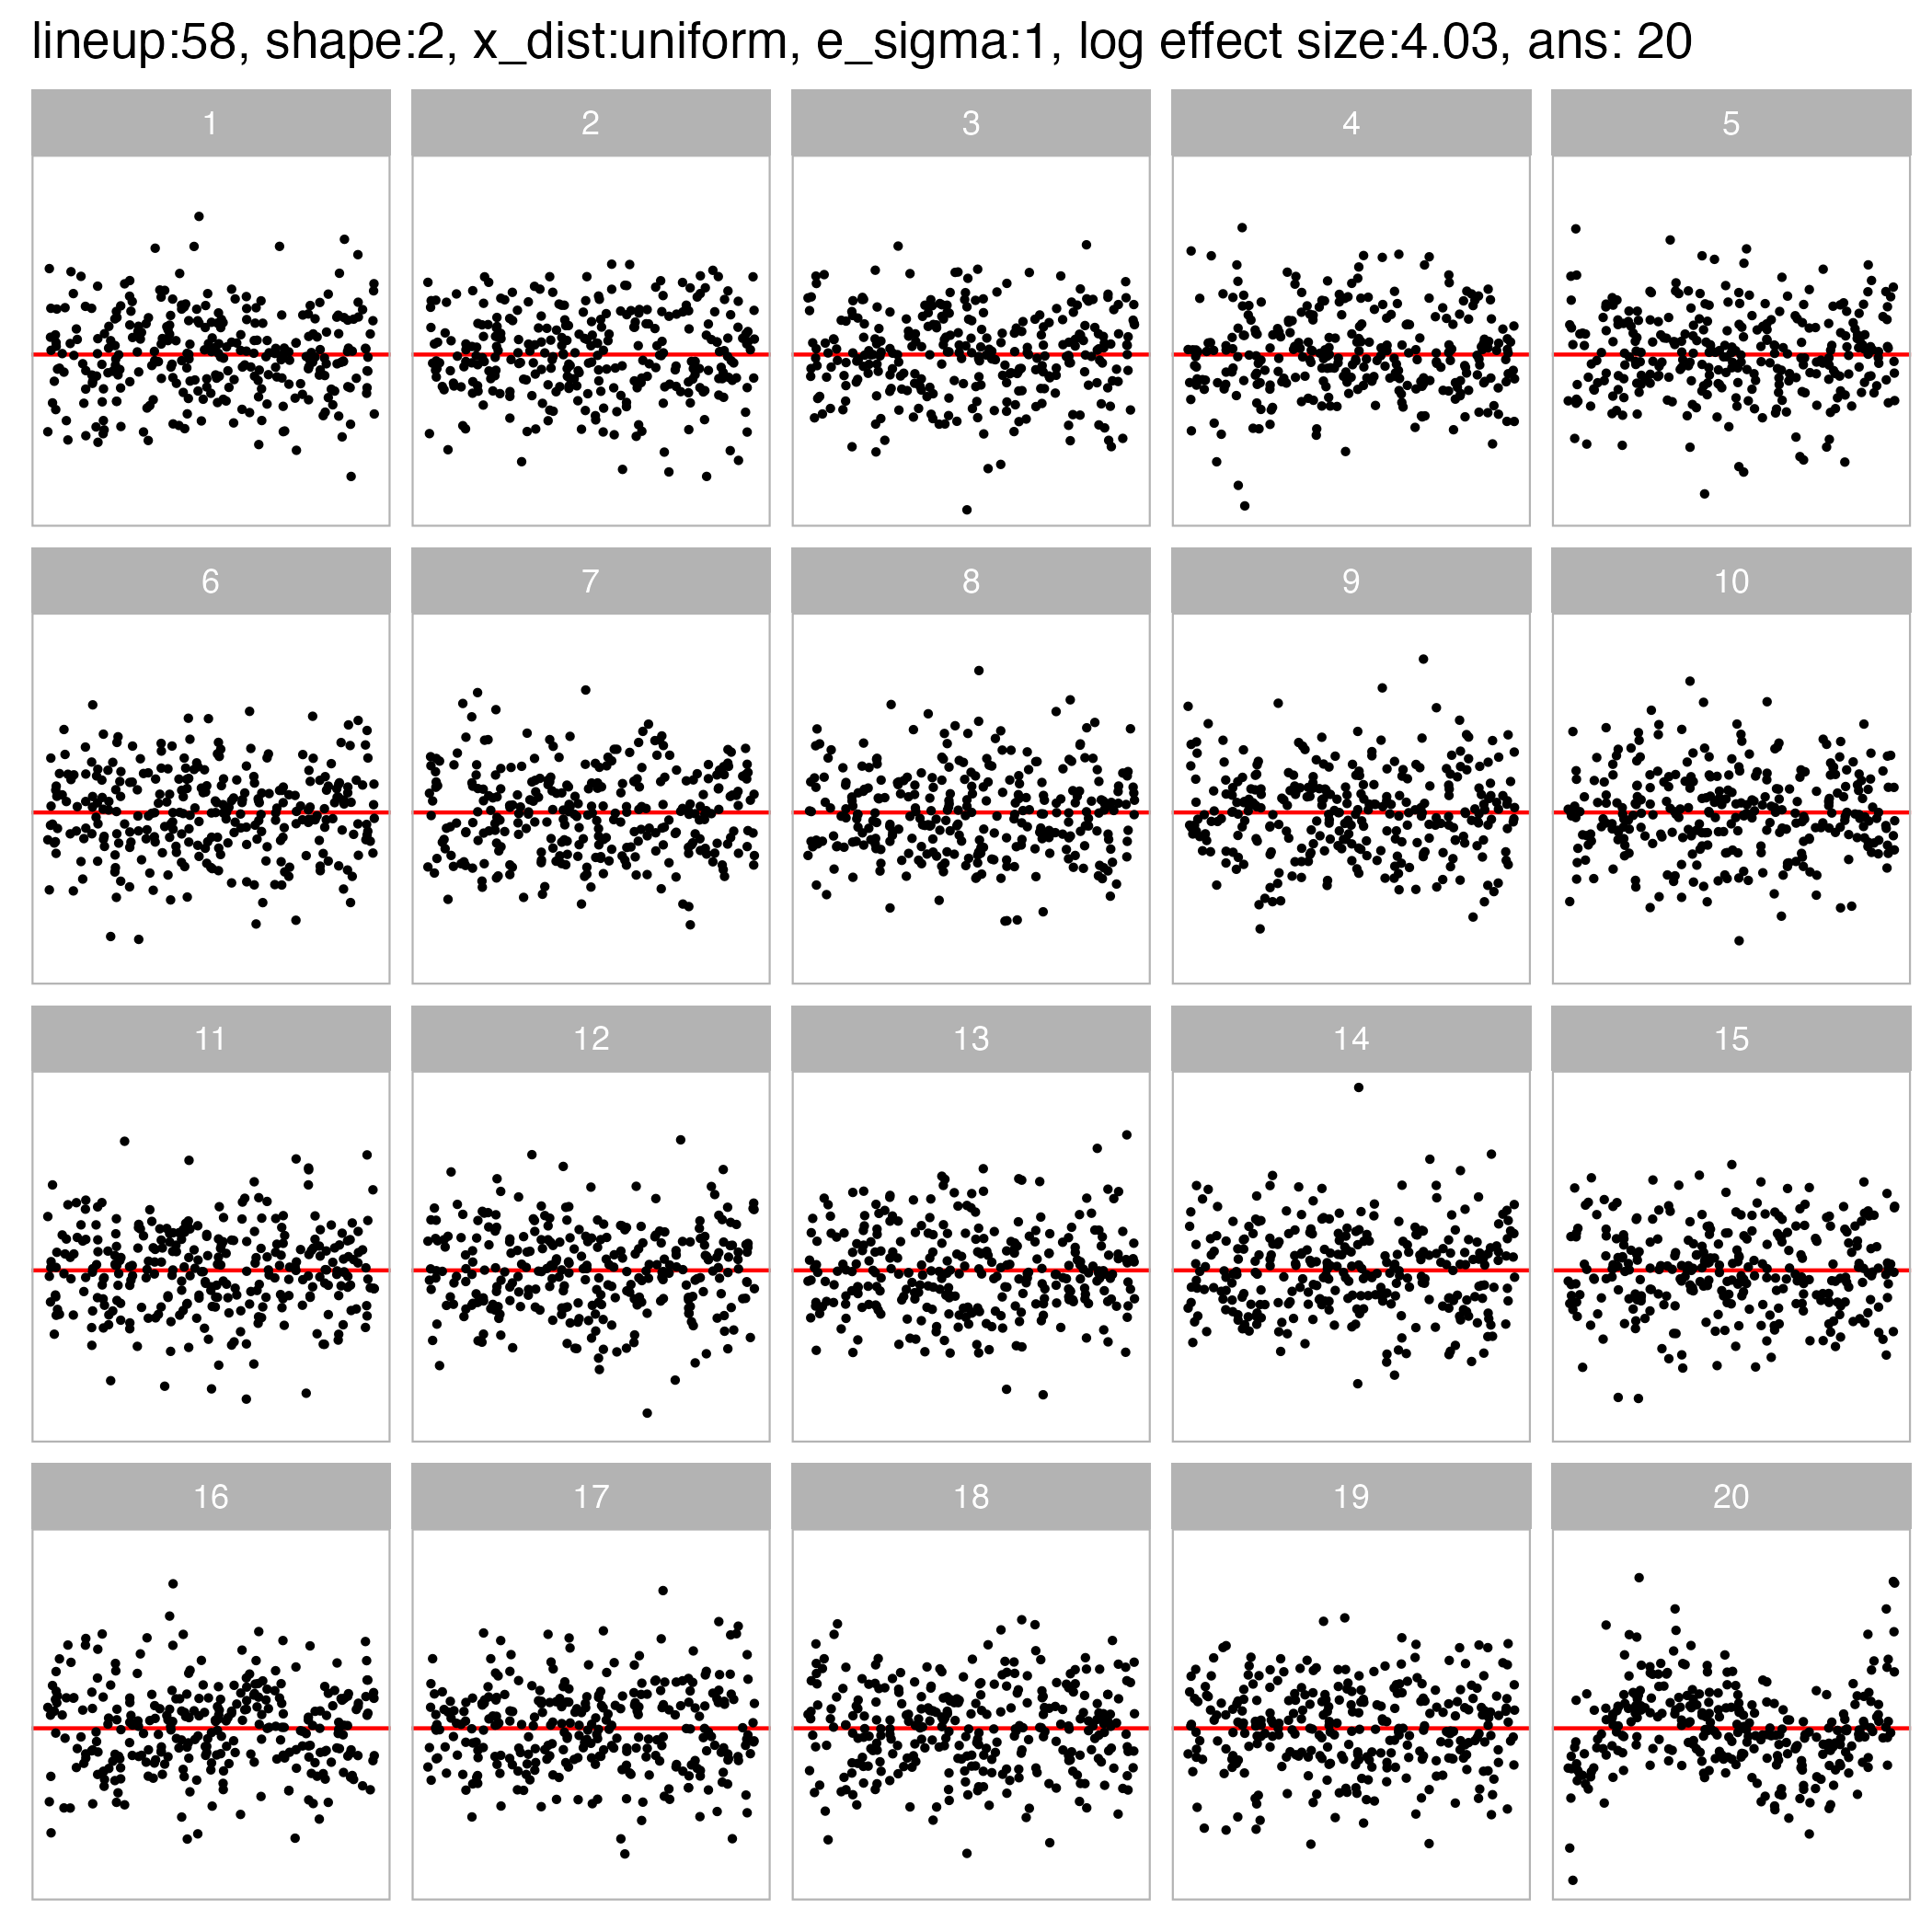 lineup:58, shape:2, x_dist:uniform, e_sigma:1, log effect size:4.03, ans: 20
1 2 3 4 5
6 7 8 9 10
11 12 13 14 15
16 17 18 19 20